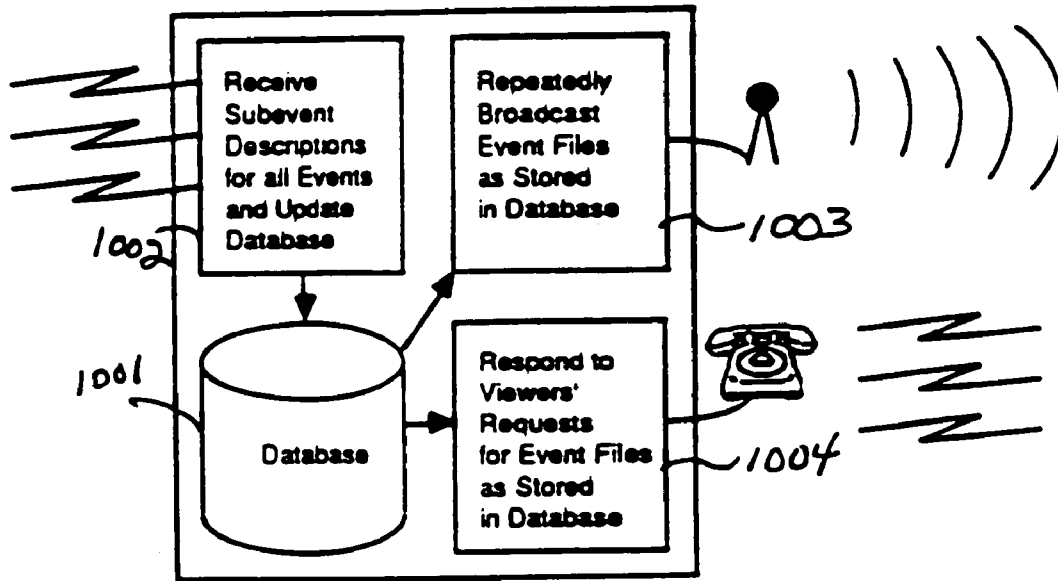 Receive
Subevent
Descriptions
for all Events
and Update
Database
1002
Repeatedly
Broadcast
Event Files
as Stored
in Database
1003
1001
Database
Respond to
Viewers'
Requests
for Event Files
as Stored
in Database
1004